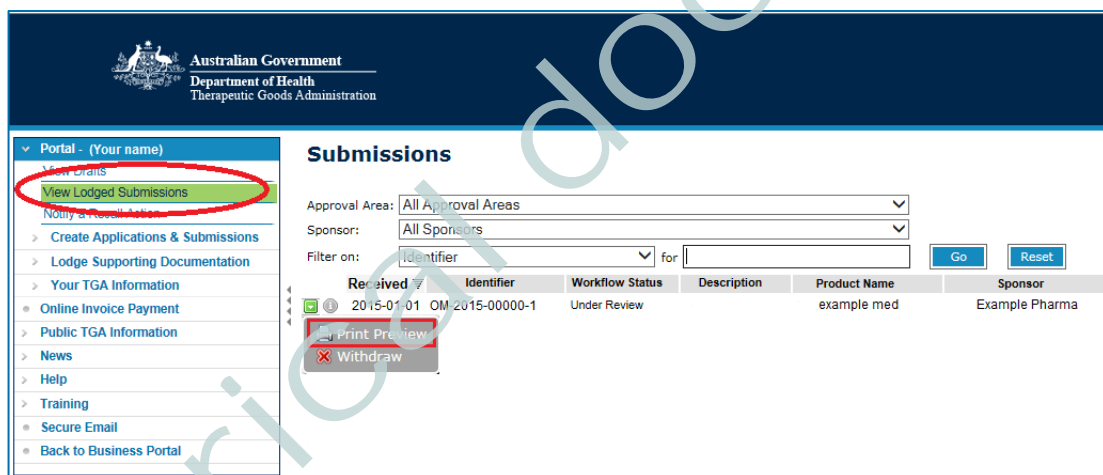 Australian Government
Department of Health
Therapeutic Goods Administration
Portal - (Your name)
View Drafts
View Lodged Submissions
Notify a Recall Action
Create Applications & Submissions
Lodge Supporting Documentation
Your TGA Information
Online Invoice Payment
Public TGA Information
News
Help
Training
Secure Email
Back to Business Portal
Submissions
Approval Area: All Approval Areas
Sponsor: All Sponsors
Filter on: Identifier for Go Reset
Received Identifier Workflow Status Description Product Name Sponsor
2015-01-01 OM-2015-00000-1 Under Review example med Example Pharma
Print Preview
Withdraw
rical doc